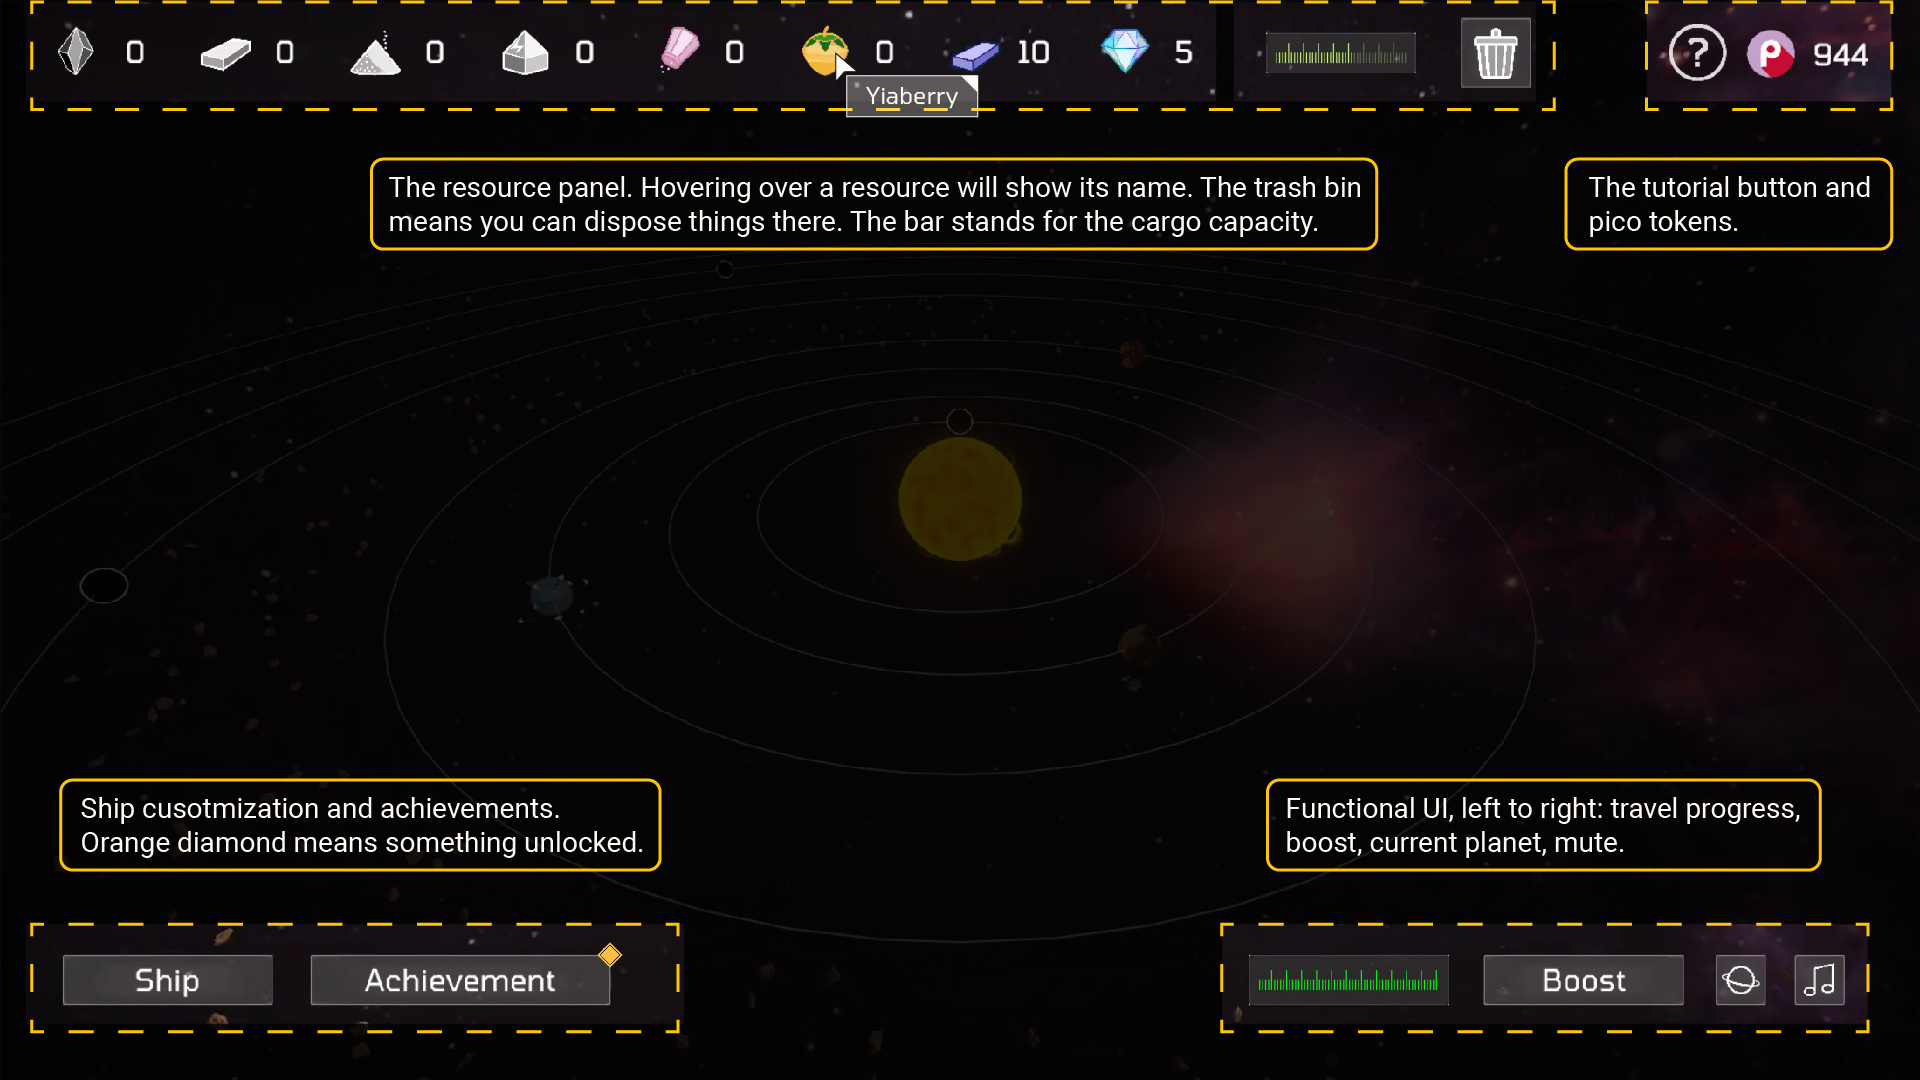 0 0 0 0 0 0 10 5
? P 944
Yiaberry
The resource panel. Hovering over a resource will show its name. The trash bin
means you can dispose things there. The bar stands for the cargo capacity.
The tutorial button and
pico tokens.
Ship cusotmization and achievements.
Orange diamond means something unlocked.
Functional UI, left to right: travel progress,
boost, current planet, mute.
Ship Achievement
Boost